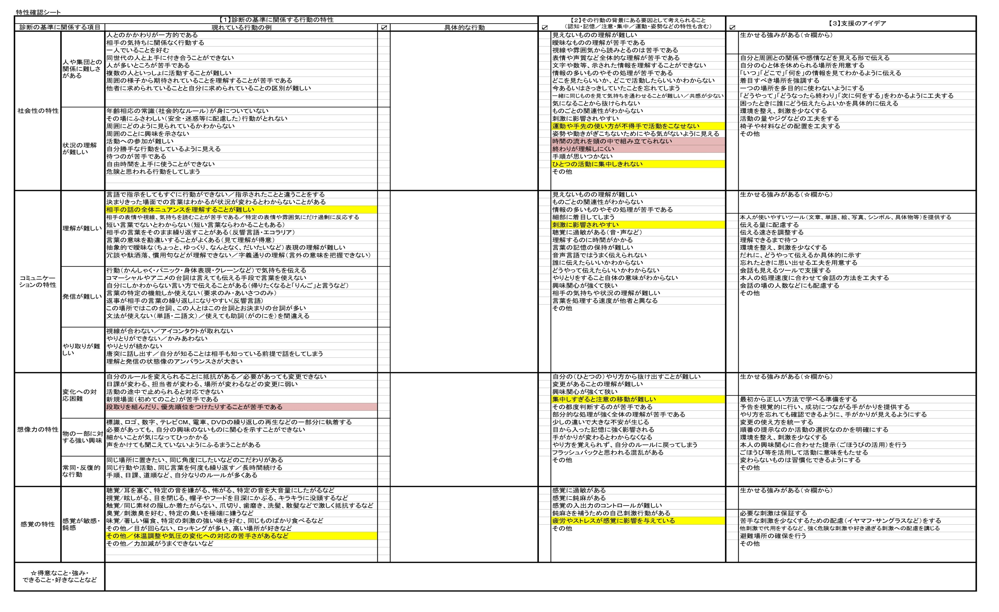 特性確認シート
【1】診断の基準に関係する行動の特性
【2】その行動の背景にある要因として考えられること
（認知・記憶／注意・集中／運動・姿勢などの特性も含む）
【3】支援のアイデア
診断の基準に関係する項目
現れている行動の例
☑
具体的な行動
☑
☑
社会性の特性
人や集団との
関係に難しさ
がある
人とのかかわりが一方的である
相手の気持ちに関係なく行動する
一人でいることを好む
同世代の人と上手に付き合うことができない
人が多いところが苦手である
複数の人といっしょに活動することが難しい
周囲の様子から期待されていることを理解することが苦手である
他者に求められていることと自分に求められていることの区別が難しい
状況の理解
が難しい
年齢相応の常識（社会的なルール）が身についていない
その場にふさわしい（安全・迷惑等に配慮した）行動がとれない
周囲にどのように見られているかわからない
周囲のことに興味を示さない
活動への参加が難しい
自分勝手な行動をしているように見える
待つのが苦手である
自由時間を上手に使うことができない
危険と思われる行動をしてしまう
見えないものの理解が難しい
曖昧なものの理解が苦手である
視線や雰囲気から読みとるのは苦手である
表情や声質など全体的な理解が苦手である
文字や数等、示された情報を理解することができない
情報の多いものやその処理が苦手である
どこを見たらいいか、どこで活動したらいいかわからない
今あるいはさっきしていたことを忘れてしまう
一緒に同じものを見て気持ちを通わせることが難しい／共感が少ない
気になることから抜けられない
ものごとの関連性がわからない
刺激に影響されやすい
運動や手先の使い方が不得手で活動をこなせない
姿勢や動きがぎこちないためにやる気がないように見える
時間の流れを頭の中で組み立てられない
終わりが理解しにくい
手順が思いつかない
ひとつの活動に集中しきれない
その他
生かせる強みがある（☆欄から）
自分と周囲との関係や感情などを見える形で伝える
自分の心と体を休められる場所を用意する
「いつ」「どこで」「何を」の情報を見てわかるように伝える
着目すべき場所を強調する
一つの場所を多目的に使わないようにする
「どうやって」「どうなったら終わり」「次に何をする」をわかるように工夫する
困ったときに誰にどう伝えたらよいかを具体的に伝える
環境を整え、刺激を少なくする
活動の量やジグなどの工夫をする
椅子や材料などの配置を工夫する
その他
コミュニケー
ションの特性
理解が難しい
言語で指示をしてもすぐに行動ができない／指示されたことと違うことをする
決まりきった場面での言葉はわかるが状況が変わるとわからないことがある
相手の話の全体ニュアンスを理解することが難しい
相手の表情や視線、気持ちを読むことが苦手である／特定の表情や雰囲気にだけ過剰に反応する
短い言葉でないとわからない（短い言葉ならわかることもある）
相手の言葉をそのまま繰り返すことがある（反響言語・エコラリア）
言葉の意味を勘違いすることがよくある（見て理解が得意）
抽象的で曖昧な（ちょっと、ゆっくり、なんとなく、だいたいなど）表現の理解が難しい
冗談や駄洒落、慣用句などが理解できない／字義通りの理解（言外の意味を把握できない）
発信が難しい
行動（かんしゃく・パニック・身体表現・クレーンなど）で気持ちを伝える
コマーシャルやアニメの台詞は言えても伝える手段で言葉を使えない
自分にしかわからない言い方で伝えることがある（帰りたくなると「りんご」と言うなど）
言葉の特定の機能しか使えない（要求のみ・あいさつのみ）
返事が相手の言葉の繰り返しになりやすい（反響言語）
この場所ではこの台詞、この人とはこの台詞とお決まりの台詞が多い
文法が使えない（単語・二語文）／使えても助詞（がのにを）を間違える
やり取りが難
しい
視線が合わない／アイコンタクトが取れない
やりとりができない／かみあわない
やりとりが続かない
唐突に話し出す／自分が知ることは相手も知っている前提で話をしてしまう
理解と発信の状態像のアンバランスさが大きい
見えないものの理解が難しい
ものごとの関連性がわからない
情報の多いものやその処理が苦手である
細部に着目してしまう
刺激に影響されやすい
聴覚に過敏がある（音・声など）
理解するのに時間がかかる
言葉の記憶の保持が難しい
音声言語ではうまく伝えられない
誰に伝えたらいいかわからない
どうやって伝えたらいいかわからない
やりとりをすること自体の意味がわからない
興味関心が強くて狭い
相手の気持ちや状況の理解が難しい
言葉を処理する速度が他者と異なる
その他
生かせる強みがある（☆欄から）
本人が使いやすいツール（文章、単語、絵、写真、シンボル、具体物等）を提供する
伝える量に配慮する
伝える速さを調整する
理解できるまで待つ
環境を整え、刺激を少なくする
だれに、どうやって伝えるか具体的に示す
忘れたときに思い出せる工夫を用意する
会話も見えるツールで支援する
本人の処理速度に合わせて会話の方法を工夫する
会話の場の人数などにも配慮する
その他
想像力の特性
変化への対
応困難
自分のルールを変えられることに抵抗がある／必要があっても変更できない
日課が変わる、担当者が変わる、場所が変わるなどの変更に弱い
活動の途中で止められると対応できない
新規場面（初めてのこと）が苦手である
段取りを組んだり、優先順位をつけたりすることが苦手である
物の一部に対
する強い興味
標識、ロゴ、数字、テレビCM、電車、DVDの繰り返しの再生などの一部分に執着する
必要があっても、自分の興味のないものに関心を示すことができない
細かいことが気になってひっかかる
声をかけても聞こえていないようにふるまうことがある
常同・反復的
な行動
同じ場所に置きたい、同じ角度にしたいなどのこだわりがある
同じ行動や活動、同じ言葉を何度も繰り返す／長時間続ける
手順、日課、道順など、自分なりのルールが多くある
自分の（ひとつの）やり方から抜け出すことが難しい
変更があることの理解が難しい
興味関心が強くて狭い
集中しすぎると注意の移動が難しい
その都度判断するのが苦手である
部分的な処理が強く全体の理解が苦手である
少しの違いで大きな不安が生じる
目から入った記憶に強く影響される
手がかりが変わるとわからなくなる
やり方を覚えられず、自分のルールに戻ってしまう
フラッシュバックと思われる混乱がある
その他
生かせる強みがある（☆欄から）
最初から正しい方法で学べる準備をする
予告を視覚的に行い、成功につながる手がかりを提供する
やり方を忘れても確認できるように、手がかりが見えるようにする
変更の使え方を統一する
順番の提示なのか活動の選択なのかを明確にする
環境を整え、刺激を少なくする
本人の興味関心に合わせた提示（ごほうびの活用）を行う
ごほうび等を活用して活動に意味をもたせる
変わらないものは習慣化できるようにする
その他
感覚の特性
感覚が敏感・
鈍感
聴覚/耳を塞ぐ、特定の音を嫌がる、怖がる、特定の音を大音量にしたがるなど
視覚/眩しがる、目を閉じる、帽子やフードを目深にかぶる、キラキラに没頭するなど
触覚/同じ素材の服しか着たがらない、爪切り、歯磨き、洗髪、散髪などで激しく抵抗するなど
臭覚/刺激臭を好む、特定の臭いを極端に嫌うなど
味覚/著しい偏食、特定の刺激の強い味を好む、同じものばかり食べるなど
その他／目が回らない、ロッキングが多い、高い場所が好きなど
その他／体温調整や気圧の変化への対応の苦手さがあるなど
その他／力加減がうまくできないなど
感覚に過敏がある
感覚に鈍麻がある
感覚の入出力のコントロールが難しい
鈍麻さを補うための自己刺激行動がある
疲労やストレスが感覚に影響を与えている
その他
生かせる強みがある（☆欄から）
必要な刺激は保証する
苦手な刺激を少なくするための配慮（イヤマフ・サングラスなど）をする
他刺激で代用をするなど、強く危険な刺激や好き過ぎる刺激への配慮を講じる
避難場所の確保を行う
その他
☆得意なこと・強み・
できること・好きなことなど